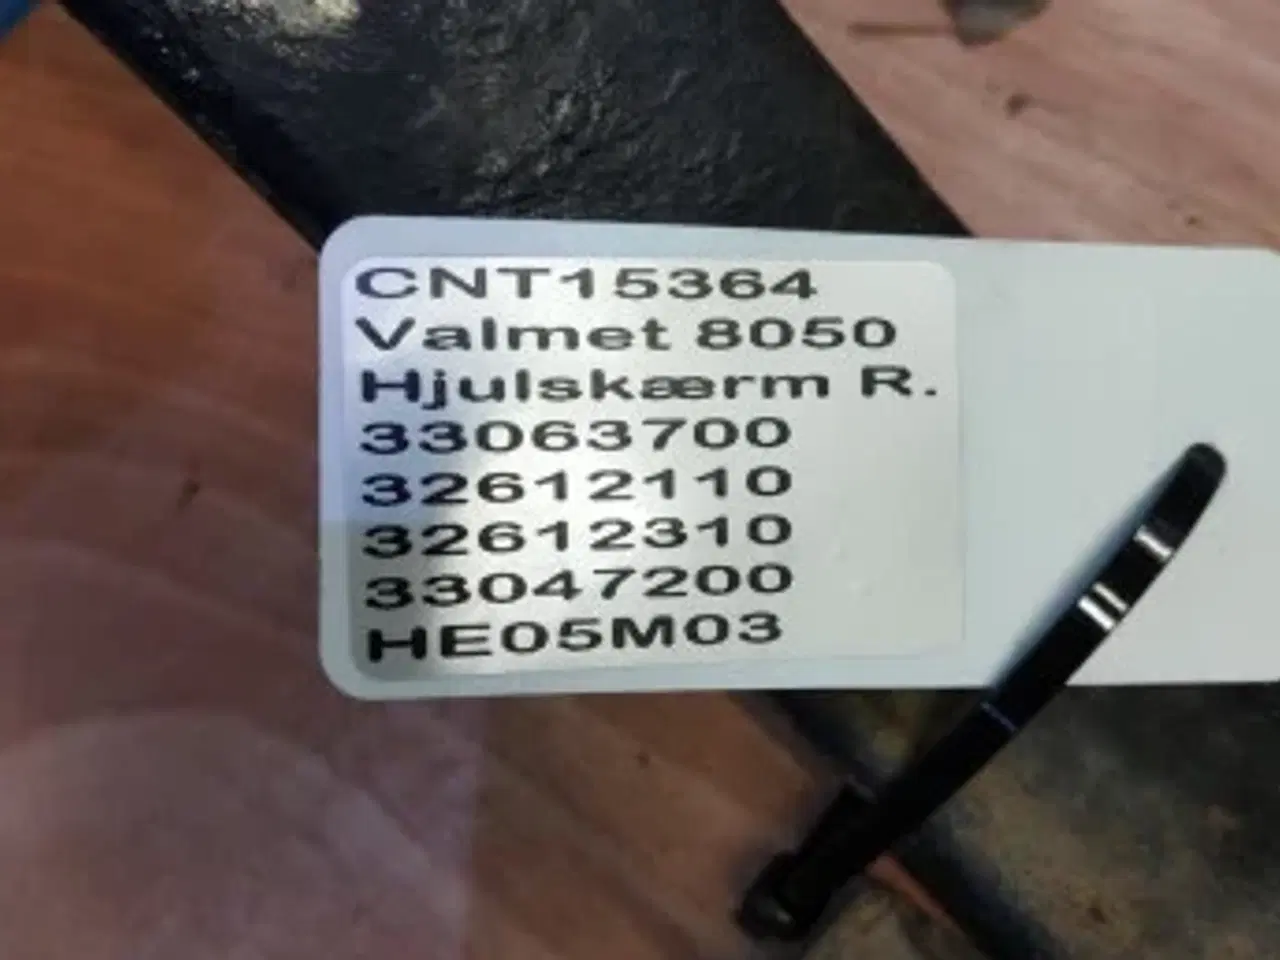 CNT15364
Valmet 8050
Hjulskærm R.
33063700
32612110
32612310
33047200
HE05M03